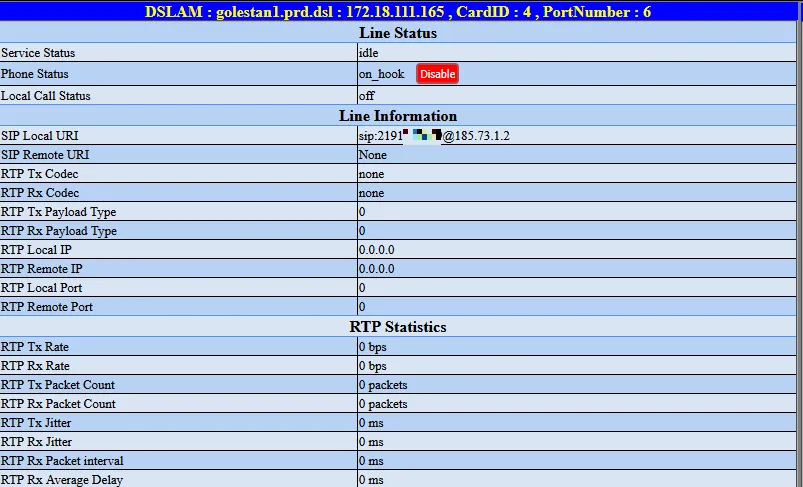 DSLAM : golestan1.prd.dsl : 172.18.111.165 , CardID : 4 , PortNumber : 6
Line Status
Service Status idle
Phone Status on_hook Disable
Local Call Status off
Line Information
SIP Local URI sip:2191 @185.73.1.2
SIP Remote URI None
RTP Tx Codec none
RTP Rx Codec none
RTP Tx Payload Type 0
RTP Rx Payload Type 0
RTP Local IP 0.0.0.0
RTP Remote IP 0.0.0.0
RTP Local Port 0
RTP Remote Port 0
RTP Statistics
RTP Tx Rate 0 bps
RTP Rx Rate 0 bps
RTP Tx Packet Count 0 packets
RTP Rx Packet Count 0 packets
RTP Tx Jitter 0 ms
RTP Rx Jitter 0 ms
RTP Rx Packet interval 0 ms
RTP Rx Average Delay 0 ms